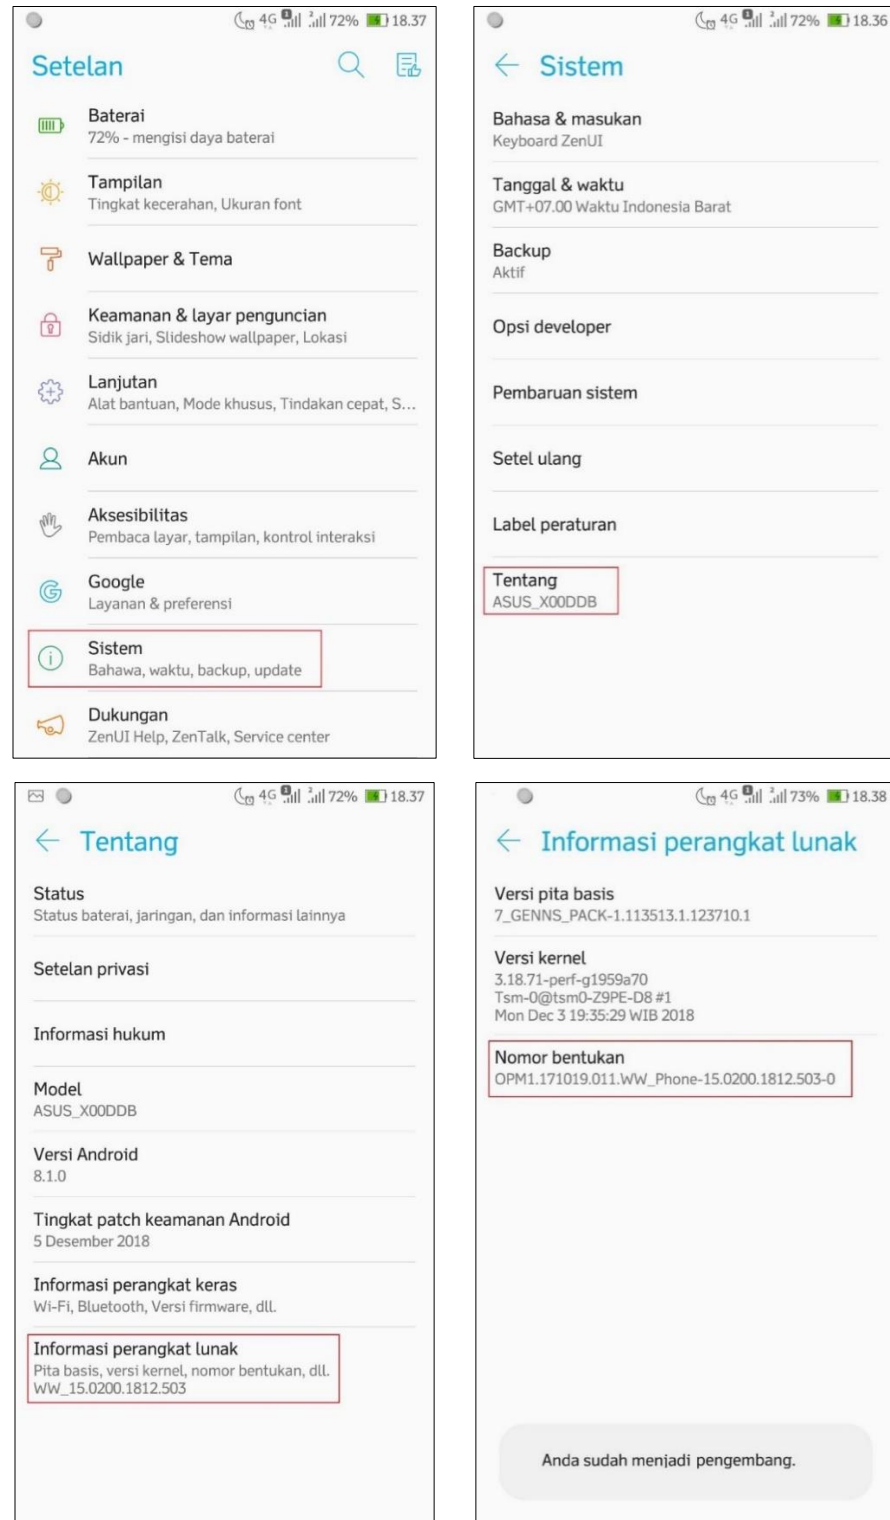 4G 72% 18.37
Setelan
Baterai
72% - mengisi daya baterai
Tampilan
Tingkat kecerahan, Ukuran font
Wallpaper & Tema
Keamanan & layar penguncian
Sidik jari, Slideshow wallpaper, Lokasi
Lanjutan
Alat bantuan, Mode khusus, Tindakan cepat, S...
Akun
Aksesibilitas
Pembaca layar, tampilan, kontrol interaksi
Google
Layanan & preferensi
Sistem
Bahawa, waktu, backup, update
Dukungan
ZenUI Help, ZenTalk, Service center
4G 72% 18.36
Sistem
Bahasa & masukan
Keyboard ZenUI
Tanggal & waktu
GMT+07.00 Waktu Indonesia Barat
Backup
Aktif
Opsi developer
Pembaruan sistem
Setel ulang
Label peraturan
Tentang
ASUS_X00DDB
4G 72% 18.37
Tentang
Status
Status baterai, jaringan, dan informasi lainnya
Setelan privasi
Informasi hukum
Model
ASUS_X00DDB
Versi Android
8.1.0
Tingkat patch keamanan Android
5 Desember 2018
Informasi perangkat keras
Wi-Fi, Bluetooth, Versi firmware, dll.
Informasi perangkat lunak
Pita basis, versi kernel, nomor bentukan, dll.
WW_15.0200.1812.503
4G 73% 18.38
Informasi perangkat lunak
Versi pita basis
7_GENNS_PACK-1.113513.1.123710.1
Versi kernel
3.18.71-perf-g1959a70
Tsm-0@tsm0-Z9PE-D8 #1
Mon Dec 3 19:35:29 WIB 2018
Nomor bentukan
OPM1.171019.011.WW_Phone-15.0200.1812.503-0
Anda sudah menjadi pengembang.